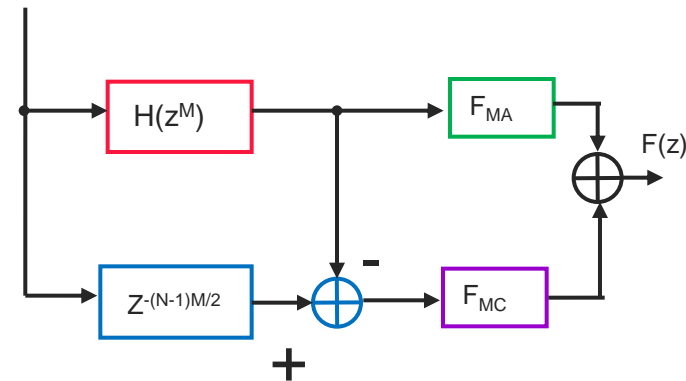 H(z^M)
F_MA
F(z)
-
Z^-(N-1)M/2
F_MC
+